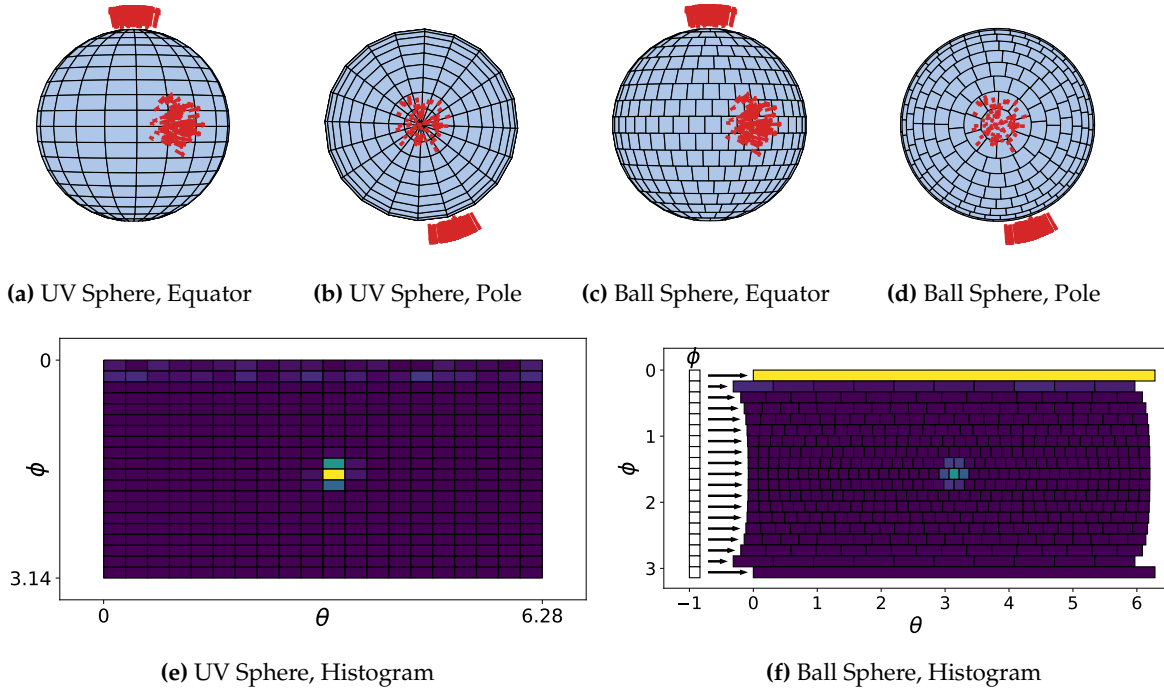 (a) UV Sphere, Equator
(b) UV Sphere, Pole
(c) Ball Sphere, Equator
(d) Ball Sphere, Pole
0
ϕ
3.14
0
θ
6.28
(e) UV Sphere, Histogram
ϕ
0
1
ϕ
2
3
−1 0 1 2 3 4 5 6
θ
(f) Ball Sphere, Histogram